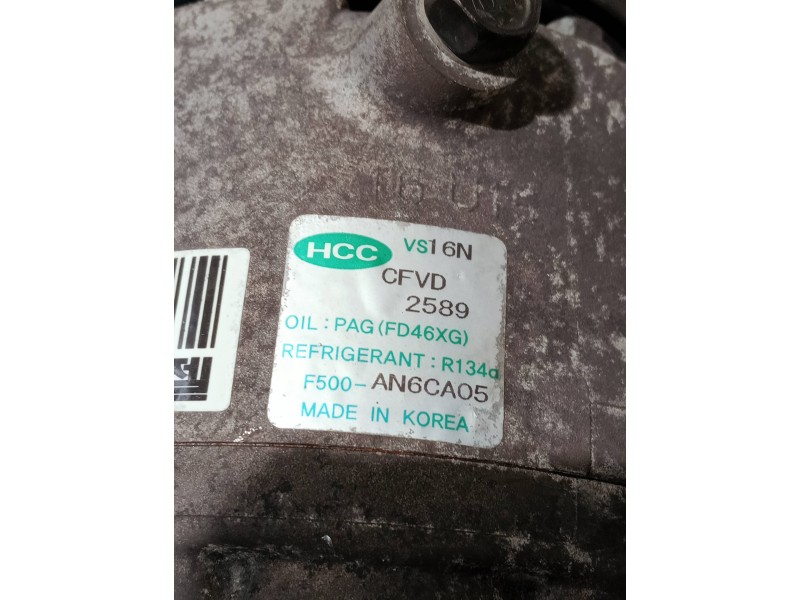 HCC VS16N
CFVD
2589
OIL : PAG (FD46XG)
REFRIGERANT : R134a
F500-AN6CA05
MADE IN KOREA